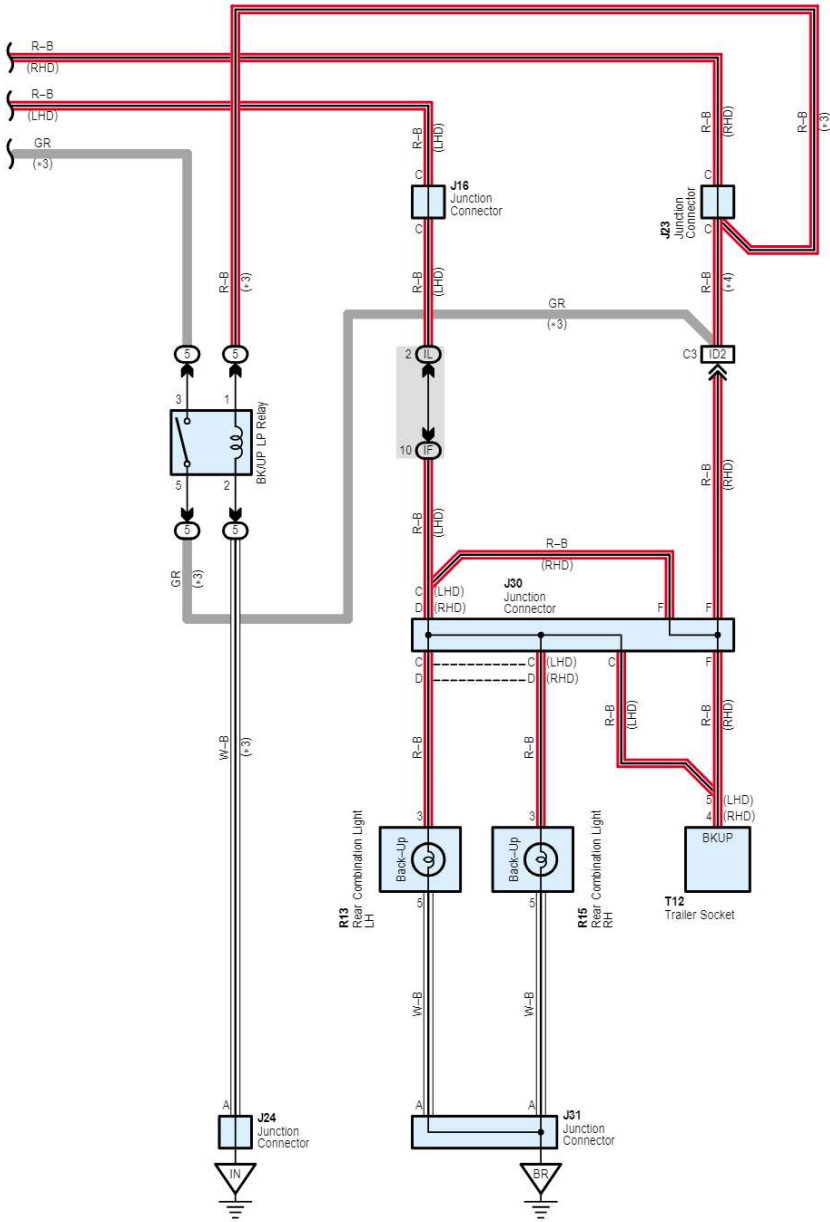 R–B
(RHD)
R–B
(LHD)
GR
(*3)
R–B
(LHD)
R–B
(RHD)
R–B
(*3)
C
J16
Junction
Connector
C
C
J23
Junction
Connector
C
R–B
(*3)
R–B
(LHD)
R–B
(*4)
GR
(*3)
5
5
2
IL
C3
ID2
3
1
BK/UP LP Relay
10
IF
5
2
R–B
(RHD)
5
5
R–B
(LHD)
R–B
(RHD)
GR
(*3)
C
(LHD)
D
(RHD)
J30
Junction
Connector
F
F
C
C
(LHD)
C
F
D
D
(RHD)
R–B
R–B
R–B
(LHD)
R–B
(RHD)
W–B
(*3)
5
(LHD)
4
(RHD)
3
3
Back–Up
Back–Up
BKUP
R13
Rear Combination Light
LH
5
R15
Rear Combination Light
RH
5
T12
Trailer Socket
W–B
W–B
A
J24
Junction
Connector
A
A
J31
Junction
Connector
IN
BR